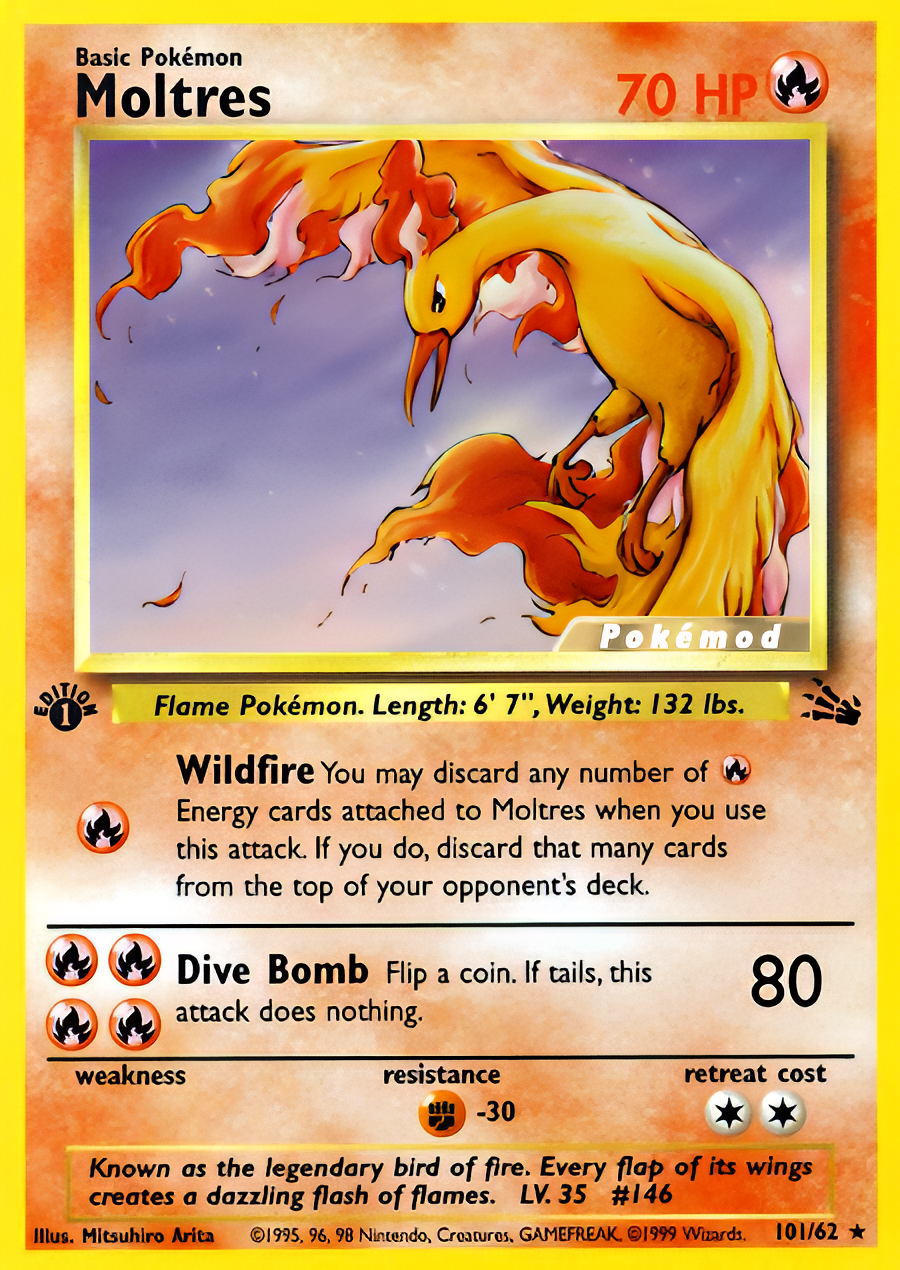 Basic Pokémon
Moltres
70 HP
Pokémod
EDITION
1
Flame Pokémon. Length: 6' 7", Weight: 132 lbs.
Wildfire You may discard any number of
Energy cards attached to Moltres when you use
this attack. If you do, discard that many cards
from the top of your opponent's deck.
Dive Bomb Flip a coin. If tails, this
attack does nothing.
80
weakness resistance retreat cost
-30
Known as the legendary bird of fire. Every flap of its wings
creates a dazzling flash of flames. LV. 35 #146
Illus. Mitsuhiro Arita ©1995, 96, 98 Nintendo, Creatures, GAMEFREAK. ©1999 Wizards. 101/62 ★